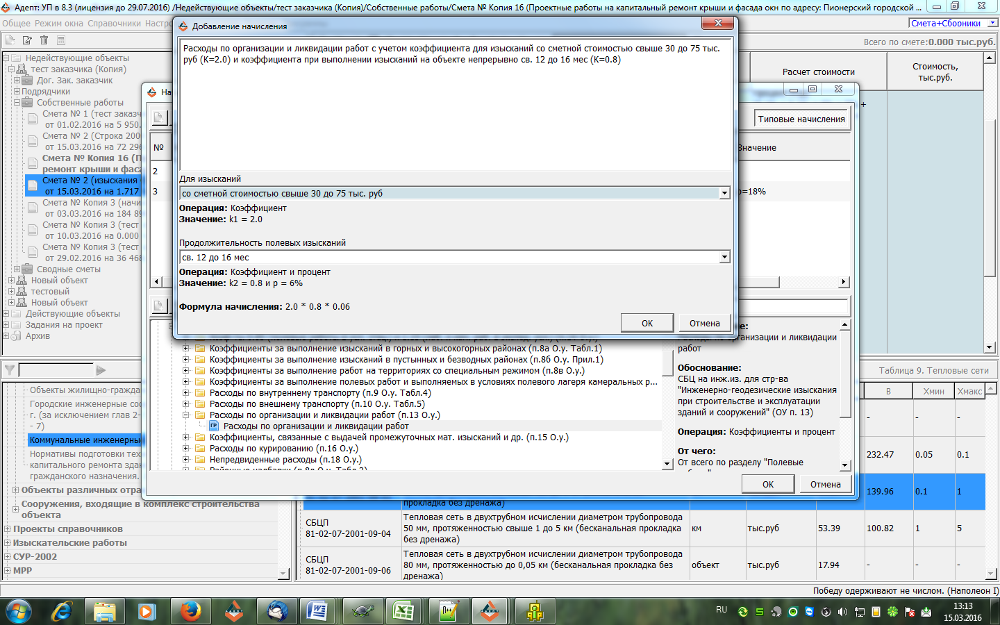 Адепт: УП в 8.3 (лицензия до 29.07.2016) /Недействующие объекты/тест заказчика (Копия)/Собственные работы/Смета № Копия 16 (Проектные работы на капитальный ремонт крыши и фасада окн по адресу: Пионерский городской ...
Общее Режим окна Справочники
Смета+Сборники
Всего по смете:0.000 тыс.руб.
Недействующие объекты
тест заказчика (Копия)
Дог. Зак. заказчик
Подрядчики
Собственные работы
Смета № 1 (тест заказч
от 01.02.2016 на 5 950.
Смета № 2 (Строка 200
от 15.03.2016 на 72 296
Смета № Копия 16 (П
ремонт крыши и фаса
Смета № 2 (изыскания
от 15.03.2016 на 1.717
Смета № Копия 3 (начи
от 03.03.2016 на 184 89
Смета № Копия 3 (тест
от 10.03.2016 на 0.000
Смета № Копия 3 (тест
от 29.02.2016 на 36 468
Сводные сметы
Новый объект
тестовый
Новый объект
Действующие объекты
Задания на проект
Архив
Расчет стоимости
Стоимость,
тыс.руб.
+
Добавление начисления
Расходы по организации и ликвидации работ с учетом коэффициента для изысканий со сметной стоимостью свыше 30 до 75 тыс.
руб (К=2.0) и коэффициента при выполнении изысканий на объекте непрерывно св. 12 до 16 мес (К=0.8)
Для изысканий
со сметной стоимостью свыше 30 до 75 тыс. руб
Операция: Коэффициент
Значение: k1 = 2.0
Продолжительность полевых изысканий
св. 12 до 16 мес
Операция: Коэффициент и процент
Значение: k2 = 0.8 и p = 6%
Формула начисления: 2.0 * 0.8 * 0.06
ОК
Отмена
Типовые начисления
№
Значение
2
3
p=18%
Коэффициенты за выполнение изысканий в горных и высокогорных районах (п.8а О.у. Табл.1)
Коэффициенты за выполнение изысканий в пустынных и безводных районах (п.8б О.у. Прил.1)
Коэффициенты за выполнение работ на территориях со специальным режимом (п.8в О.у.)
Коэффициенты за выполнение полевых работ и выполняемых в условиях полевого лагеря камеральных р...
Расходы по внутреннему транспорту (п.9 О.у. Табл.4)
Расходы по внешнему транспорту (п.10 О.у. Табл.5)
Расходы по организации и ликвидации работ (п.13 О.у.)
ГР Расходы по организации и ликвидации работ
Коэффициенты, связанные с выдачей промежуточных мат. изысканий и др. (п.15 О.у.)
Расходы по курированию (п.16 О.у.)
Непредвиденные расходы (п.18 О.у.)
работ
Обоснование:
СБЦ на инж.из. для стр-ва
"Инженерно-геодезические изыскания
при строительстве и эксплуатации
зданий и сооружений" (ОУ п. 13)
Операция: Коэффициенты и процент
От чего:
От всего по разделу "Полевые
ОК
Отмена
Объекты жилищно-гражда
Городские инженерные соо
г. (за исключением глав 2-
- 7)
Коммунальные инженерны
Нормативы подготовки тех
капитального ремонта здан
гражданского назначения.
Объекты различных отра
Сооружения, входящие в комплекс строительства
объекта
Проекты справочников
Изыскательские работы
СУР-2002
МРР
Таблица 9. Тепловые сети
В
Xмин
Xмакс
- - -
232.47 0.05 0.1
139.96 0.1 1
прокладка без дренажа)
СБЦП
81-02-07-2001-09-04
Тепловая сеть в двухтрубном исчислении диаметром трубопровода
50 мм, протяженностью свыше 1 до 5 км (бесканальная прокладка
без дренажа)
км
тыс.руб
53.39
100.82
1
5
СБЦП
81-02-07-2001-09-06
Тепловая сеть в двухтрубном исчислении диаметром трубопровода
80 мм, протяженностью до 0,05 км (бесканальная прокладка без
дренажа)
объект
тыс.руб
17.94
-
-
-
Победу одерживают не числом. (Наполеон I)
RU
13:13
15.03.2016